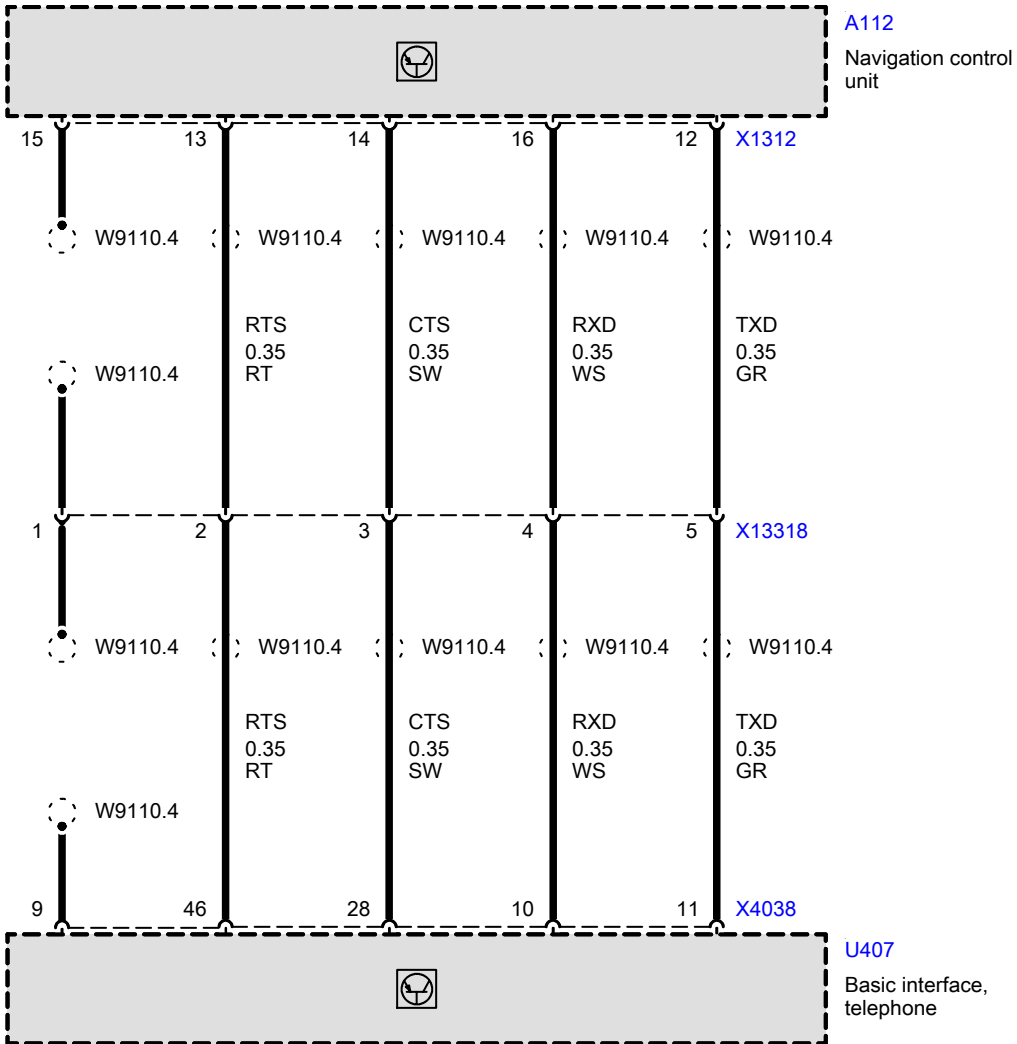 A112
Navigation control
unit
15 13 14 16 12 X1312
W9110.4 W9110.4 W9110.4 W9110.4 W9110.4
RTS CTS RXD TXD
0.35 0.35 0.35 0.35
RT SW WS GR
W9110.4
1 2 3 4 5 X13318
W9110.4 W9110.4 W9110.4 W9110.4 W9110.4
RTS CTS RXD TXD
0.35 0.35 0.35 0.35
RT SW WS GR
W9110.4
9 46 28 10 11 X4038
U407
Basic interface,
telephone